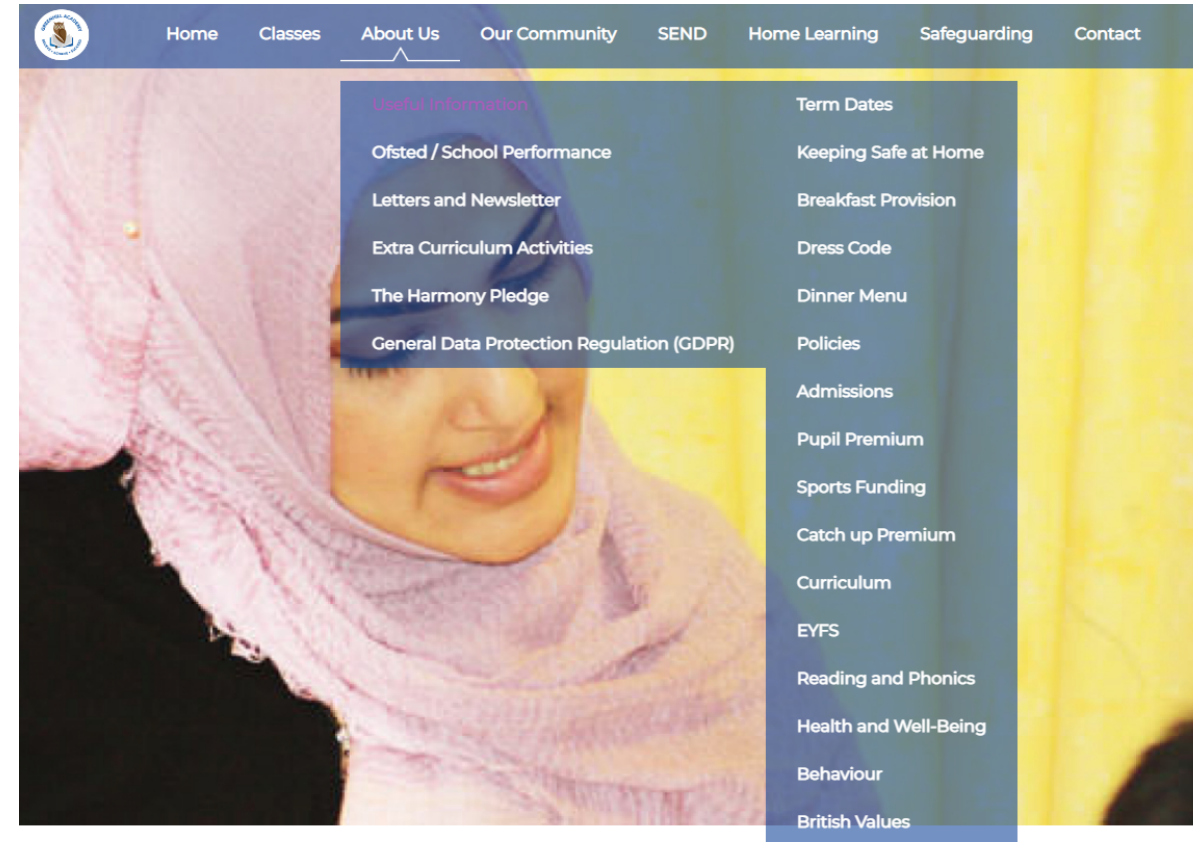 Home Classes About Us Our Community SEND Home Learning Safeguarding Contact
Useful Information
Ofsted / School Performance
Letters and Newsletter
Extra Curriculum Activities
The Harmony Pledge
General Data Protection Regulation (GDPR)
Term Dates
Keeping Safe at Home
Breakfast Provision
Dress Code
Dinner Menu
Policies
Admissions
Pupil Premium
Sports Funding
Catch up Premium
Curriculum
EYFS
Reading and Phonics
Health and Well-Being
Behaviour
British Values